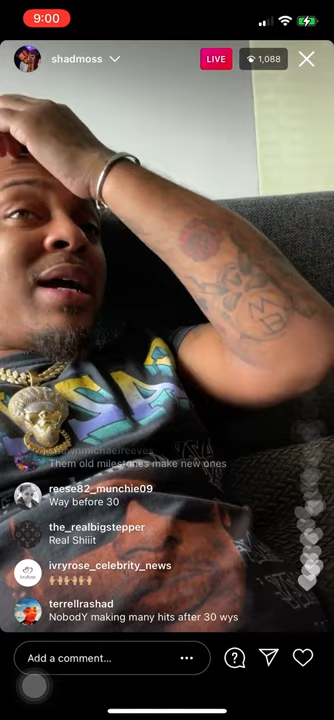 9:00
shadmoss
LIVE
1,088
Them old milestones make new ones
reese82_munchie09
Way before 30
the_realbigstepper
Real Shiiit
ivryrose_celebrity_news
🙌🏽🙌🏽🙌🏽🙌🏽
terrellrashad
NobodY making many hits after 30 wys
Add a comment...